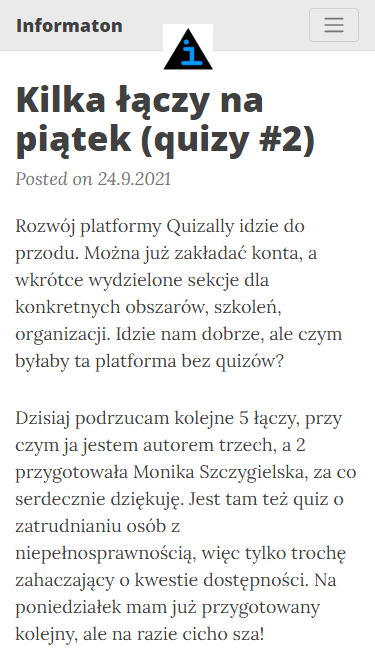 Informaton
Kilka łączy na
piątek (quizy #2)
Posted on 24.9.2021
Rozwój platformy Quizally idzie do
przodu. Można już zakładać konta, a
wkrótce wydzielone sekcje dla
konkretnych obszarów, szkoleń,
organizacji. Idzie nam dobrze, ale czym
byłaby ta platforma bez quizów?
Dzisiaj podrzucam kolejne 5 łączy, przy
czym ja jestem autorem trzech, a 2
przygotowała Monika Szczygielska, za co
serdecznie dziękuję. Jest tam też quiz o
zatrudnianiu osób z
niepełnosprawnością, więc tylko trochę
zahaczający o kwestie dostępności. Na
poniedziałek mam już przygotowany
kolejny, ale na razie cicho sza!